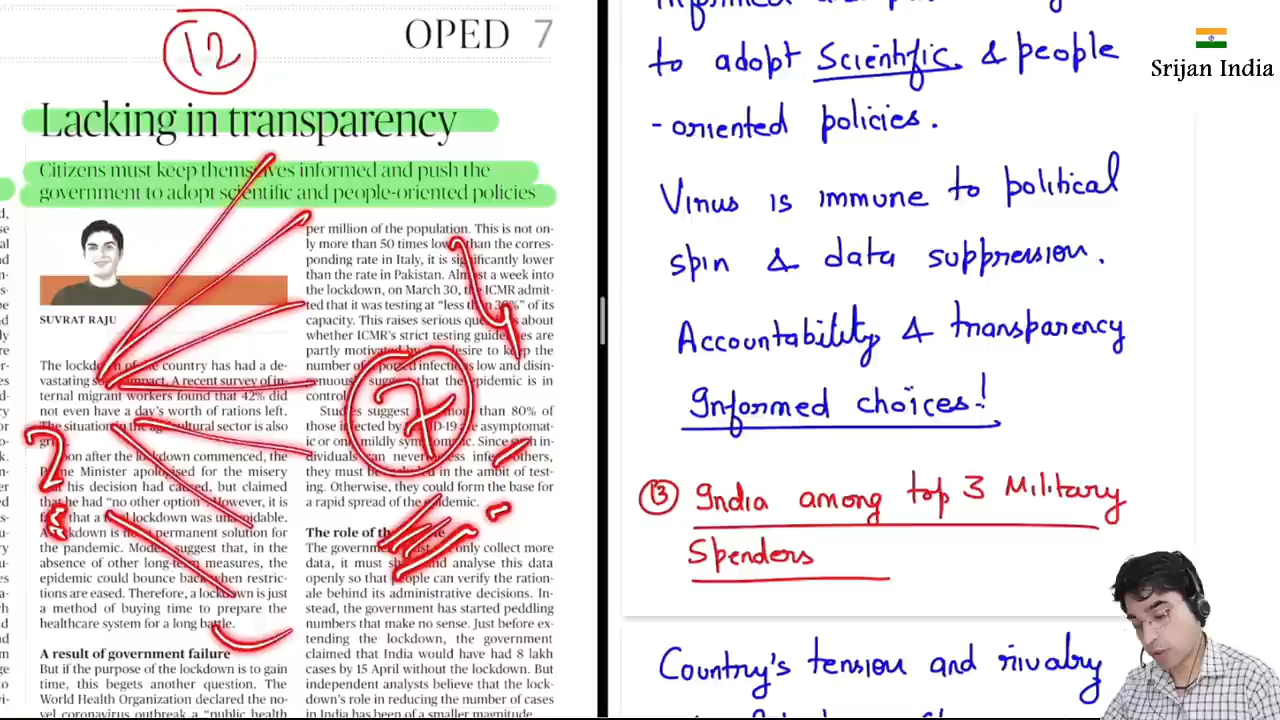 12
OPED 7
Lacking in transparency
Citizens must keep themselves informed and push the
government to adopt scientific and people-oriented policies
SUVRAT RAJU
The lockdown of the country has had a de-
vastating impact. A recent survey of in-
ternal migrant workers found that 42% did
not even have a day's worth of rations left.
The situation in the agricultural sector is also
Soon after the lockdown commenced, the
Prime Minister apologised for the misery
that his decision had caused, but claimed
that he had “no other option”. However, it is
that a lockdown was unavoidable.
A lockdown is not a permanent solution for
the pandemic. Models suggest that, in the
absence of other long-term measures, the
epidemic could bounce back when restric-
tions are eased. Therefore, a lockdown is just
a method of buying time to prepare the
healthcare system for a long battle.
A result of government failure
But if the purpose of the lockdown is to gain
time, this begets another question. The
World Health Organization declared the no-
vel coronavirus outbreak a “public health
per million of the population. This is not on-
ly more than 50 times lower than the corres-
ponding rate in Italy, it is significantly lower
than the rate in Pakistan. Almost a week into
the lockdown, on March 30, the ICMR admit-
ted that it was testing at “less than 30%” of its
capacity. This raises serious questions about
whether ICMR's strict testing guidelines are
partly motivated by the desire to keep the
number of reported infections low and disin-
genuously suggest that the epidemic is in
control.
Studies suggest that more than 80% of
those infected by COVID-19 are asymptomat-
ic or only mildly symptomatic. Since such in-
dividuals can nevertheless infect others,
they must be included in the ambit of test-
ing. Otherwise, they could form the base for
a rapid spread of the epidemic.
The role of the
The government must not only collect more
data, it must share and analyse this data
openly so that people can verify the ration-
ale behind its administrative decisions. In-
stead, the government has started peddling
numbers that make no sense. Just before ex-
tending the lockdown, the government
claimed that India would have had 8 lakh
cases by 15 April without the lockdown. But
independent analysts believe that the lock-
down's role in reducing the number of cases
in India has been of a smaller magnitude.
7
2
to adopt Scientific & people
-oriented policies.
Virus is immune to political
spin & data suppression.
Accountability & transparency
Informed choices!
13 India among top 3 Military
Spenders
Country's tension and rivalry
Srijan India